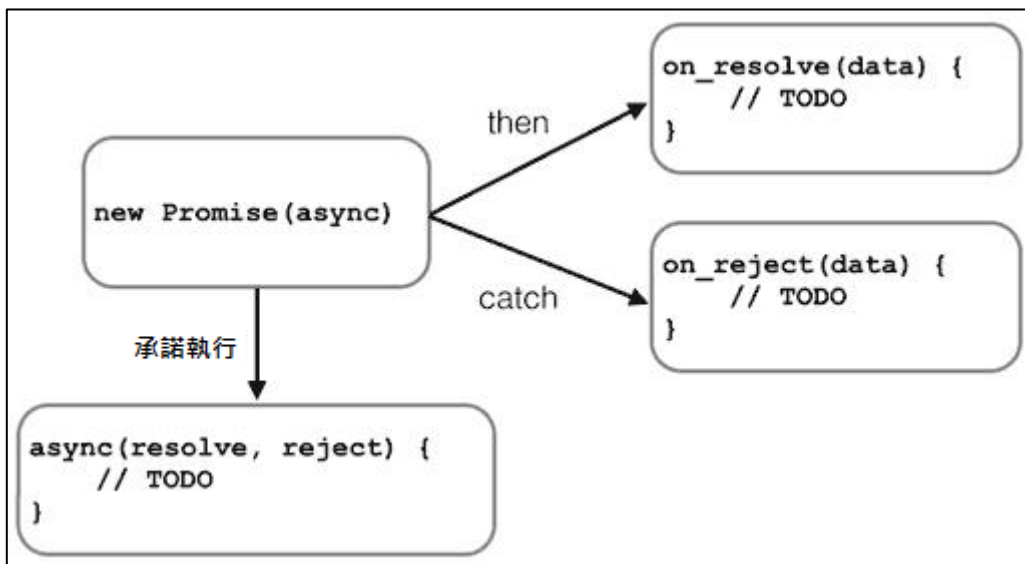 new Promise(async)
then
on_resolve(data) {
    // TODO
}
catch
on_reject(data) {
    // TODO
}
承諾執行
async(resolve, reject) {
    // TODO
}